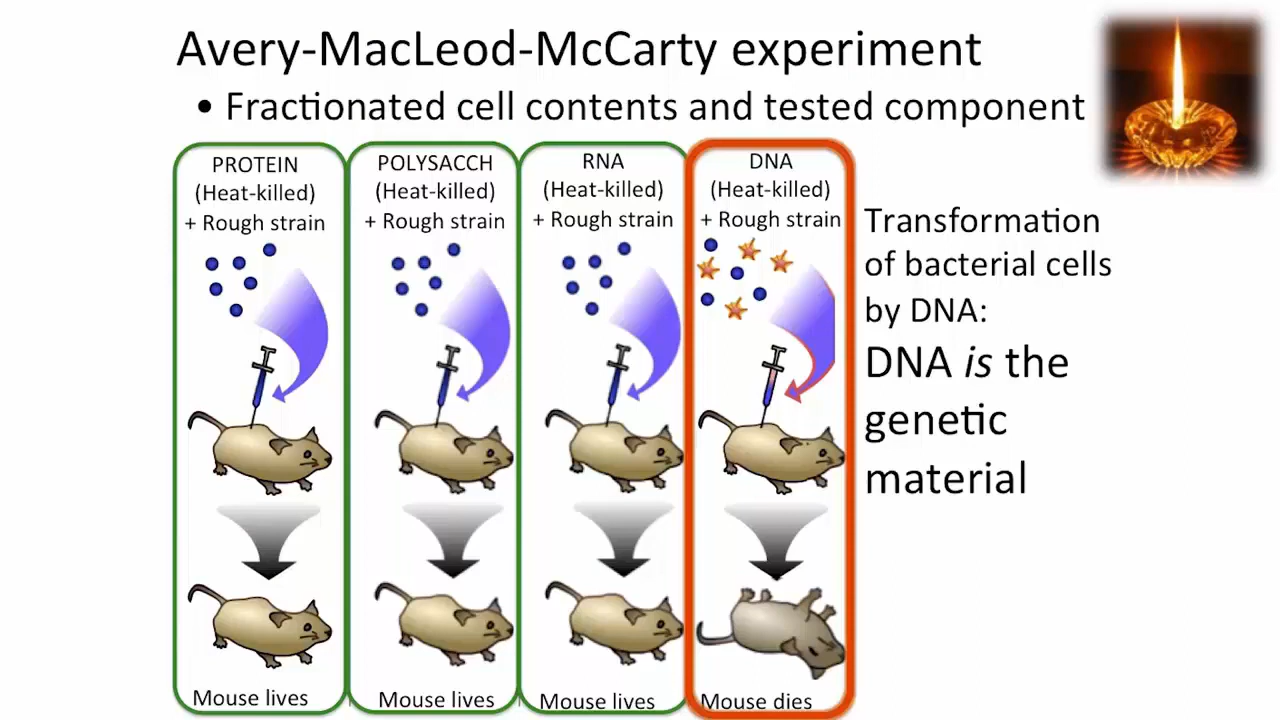 Avery-MacLeod-McCarty experiment
• Fractionated cell contents and tested component
PROTEIN
(Heat-killed)
+ Rough strain
Mouse lives
POLYSACCH
(Heat-killed)
+ Rough strain
Mouse lives
RNA
(Heat-killed)
+ Rough strain
Mouse lives
DNA
(Heat-killed)
+ Rough strain
Mouse dies
Transformation
of bacterial cells
by DNA:
DNA is the
genetic
material